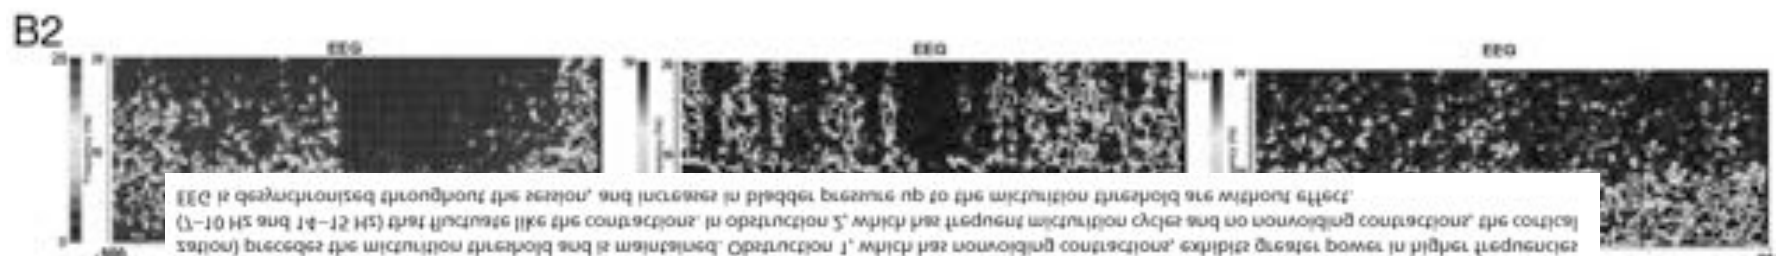 B2
EEG EEG EEG
zation) precedes the micturition threshold and is maintained. Obstruction 1, which has nonvoiding contractions, exhibits greater power in higher frequencies
(7–10 Hz and 14–15 Hz) that fluctuate like the contractions. In obstruction 2, which has frequent micturition cycles and no nonvoiding contractions, the cortical
EEG is desynchronized throughout the session, and increases in bladder pressure up to the micturition threshold are without effect.